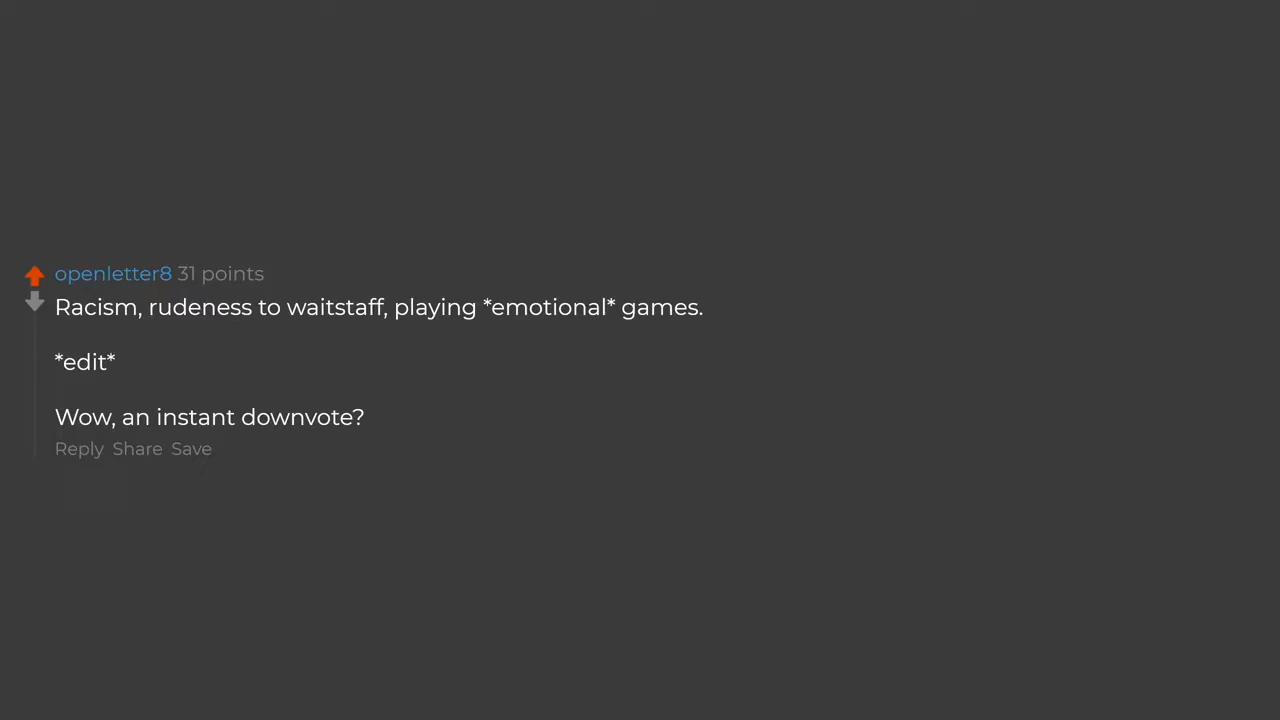 openletter8 31 points
Racism, rudeness to waitstaff, playing *emotional* games.
*edit*
Wow, an instant downvote?
Reply Share Save